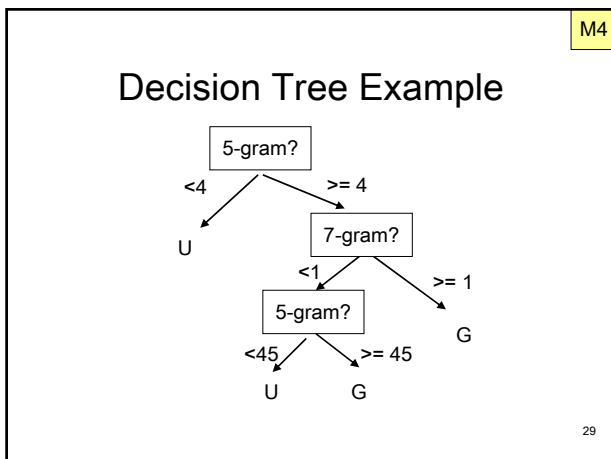 M4
Decision Tree Example
5-gram?
<4 >= 4
U
7-gram?
<1 >= 1
5-gram?
G
<45 >= 45
U G
29